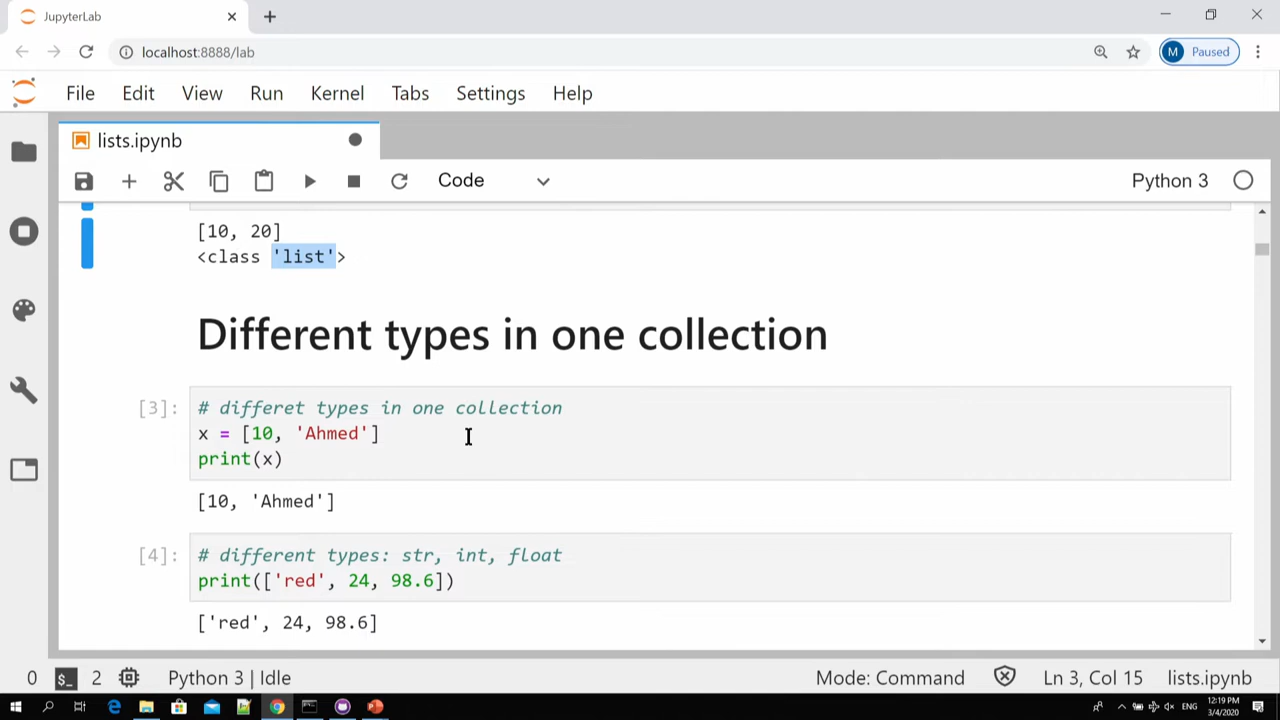 JupyterLab
localhost:8888/lab
M Paused
File Edit View Run Kernel Tabs Settings Help
lists.ipynb
Code
Python 3
[10, 20]
<class 'list'>
Different types in one collection
[3]: # differet types in one collection
x = [10, 'Ahmed']
print(x)
[10, 'Ahmed']
[4]: # different types: str, int, float
print(['red', 24, 98.6])
['red', 24, 98.6]
0 $_ 2 Python 3 | Idle Mode: Command Ln 3, Col 15 lists.ipynb
ENG 12:19 PM
3/4/2020